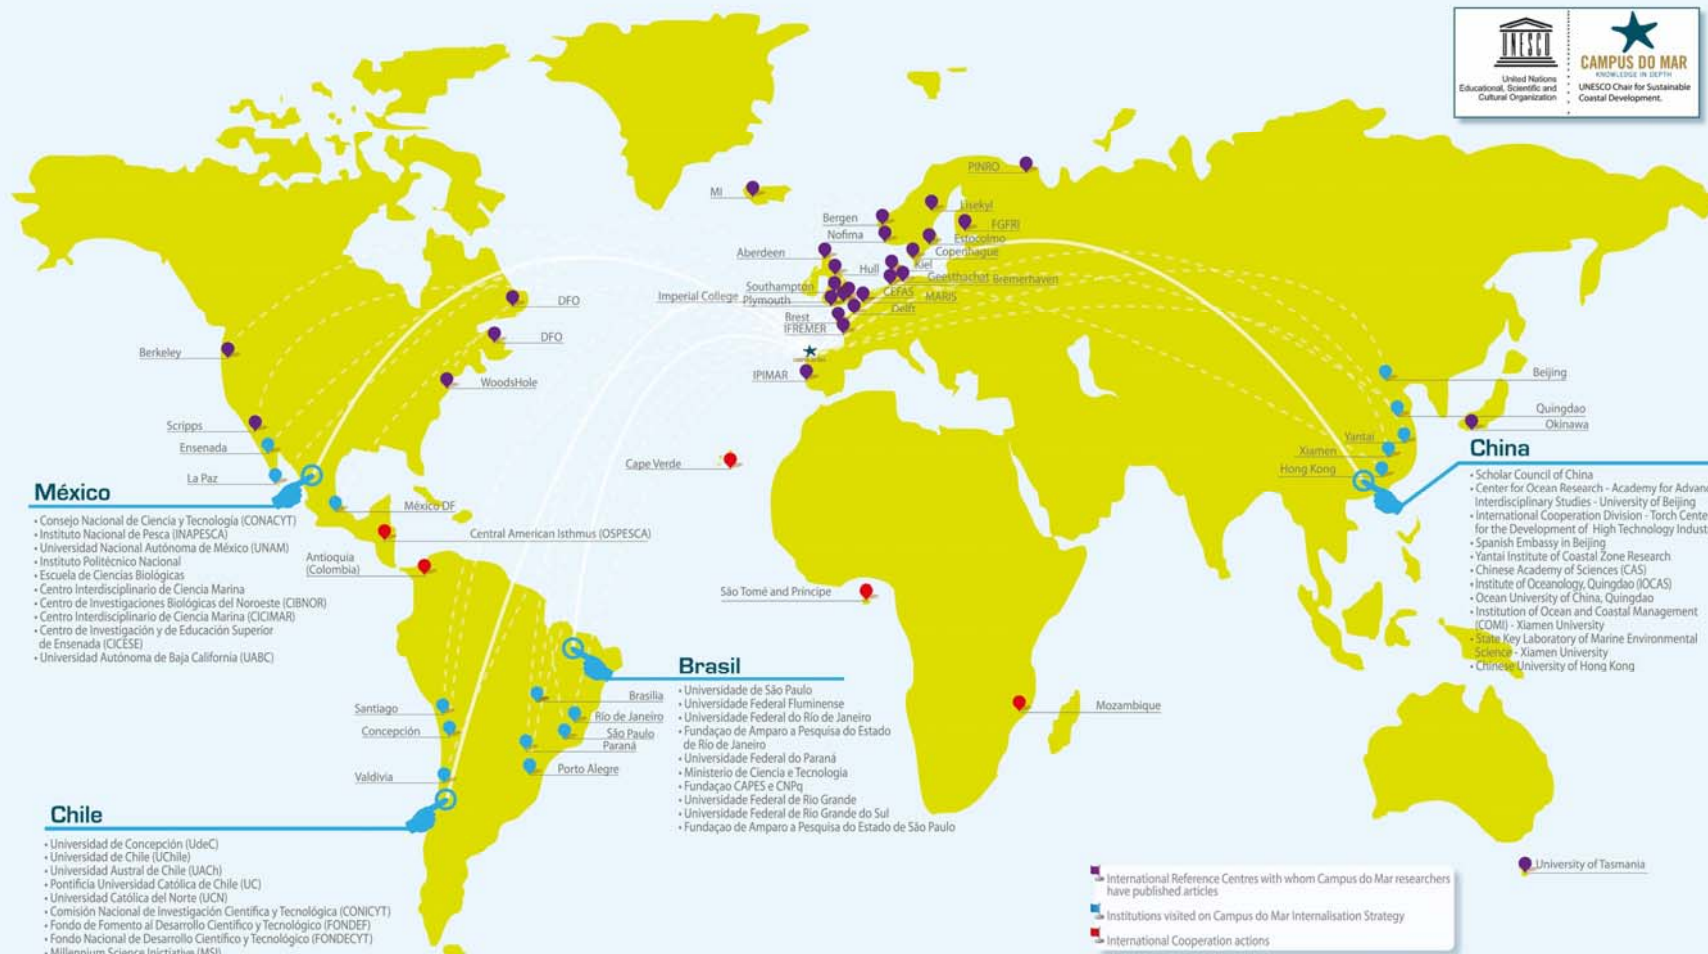 UNESCO
United Nations
Educational, Scientific and
Cultural Organization
CAMPUS DO MAR
KNOWLEDGE IN DEPTH
UNESCO Chair for Sustainable
Coastal Development.
PINRO
MI
Lisekyl
Bergen
FGFRI
Nofima
Estocolmo
Aberdeen
Copenhague
Hull
Kiel
Geesthachat
Bremerhaven
Southampton
Imperial College
Plymouth
CEFAS
MARIS
Delft
Brest
IFREMER
IPIMAR
DFO
DFO
Berkeley
WoodsHole
Scripps
Ensenada
La Paz
México DF
Cape Verde
Central American Isthmus (OSPESCA)
Antioquía
(Colombia)
São Tomé and Príncipe
Mozambique
Beijing
Quingdao
Okinawa
Yantai
Xiamen
Hong Kong
México
• Consejo Nacional de Ciencia y Tecnología (CONACYT)
• Instituto Nacional de Pesca (INAPESCA)
• Universidad Nacional Autónoma de México (UNAM)
• Instituto Politécnico Nacional
• Escuela de Ciencias Biológicas
• Centro Interdisciplinario de Ciencia Marina
• Centro de Investigaciones Biológicas del Noroeste (CIBNOR)
• Centro Interdisciplinario de Ciencia Marina (CICIMAR)
• Centro de Investigación y de Educación Superior
de Ensenada (CICESE)
• Universidad Autónoma de Baja California (UABC)
China
• Scholar Council of China
• Center for Ocean Research - Academy for Advan
Interdisciplinary Studies - University of Beijing
• International Cooperation Division - Torch Cente
for the Development of High Technology Indust
• Spanish Embassy in Beijing
• Yantai Institute of Coastal Zone Research
• Chinese Academy of Sciences (CAS)
• Institute of Oceanology, Quingdao (IOCAS)
• Ocean University of China, Quingdao
• Institution of Ocean and Coastal Management
(COMI) - Xiamen University
• State Key Laboratory of Marine Environmental
Science - Xiamen University
• Chinese University of Hong Kong
Brasil
• Universidade de São Paulo
• Universidade Federal Fluminense
• Universidade Federal do Río de Janeiro
• Fundaçao de Amparo a Pesquisa do Estado
de Río de Janeiro
• Universidade Federal do Paraná
• Ministerio de Ciencia e Tecnologia
• Fundaçao CAPES e CNPq
• Universidade Federal de Rio Grande
• Universidade Federal de Rio Grande do Sul
• Fundaçao de Amparo a Pesquisa do Estado de São Paulo
Brasilia
Río de Janeiro
São Paulo
Paraná
Porto Alegre
Santiago
Concepción
Valdivia
Chile
• Universidad de Concepción (UdeC)
• Universidad de Chile (UChile)
• Universidad Austral de Chile (UACh)
• Pontificia Universidad Católica de Chile (UC)
• Universidad Católica del Norte (UCN)
• Comisión Nacional de Investigación Científica y Tecnológica (CONICYT)
• Fondo de Fomento al Desarrollo Científico y Tecnológico (FONDEF)
• Fondo Nacional de Desarrollo Científico y Tecnológico (FONDECYT)
• Millennium Science Inictiative (MSI)
University of Tasmania
International Reference Centres with whom Campus do Mar researchers
have published articles
Institutions visited on Campus do Mar Internalisation Strategy
International Cooperation actions